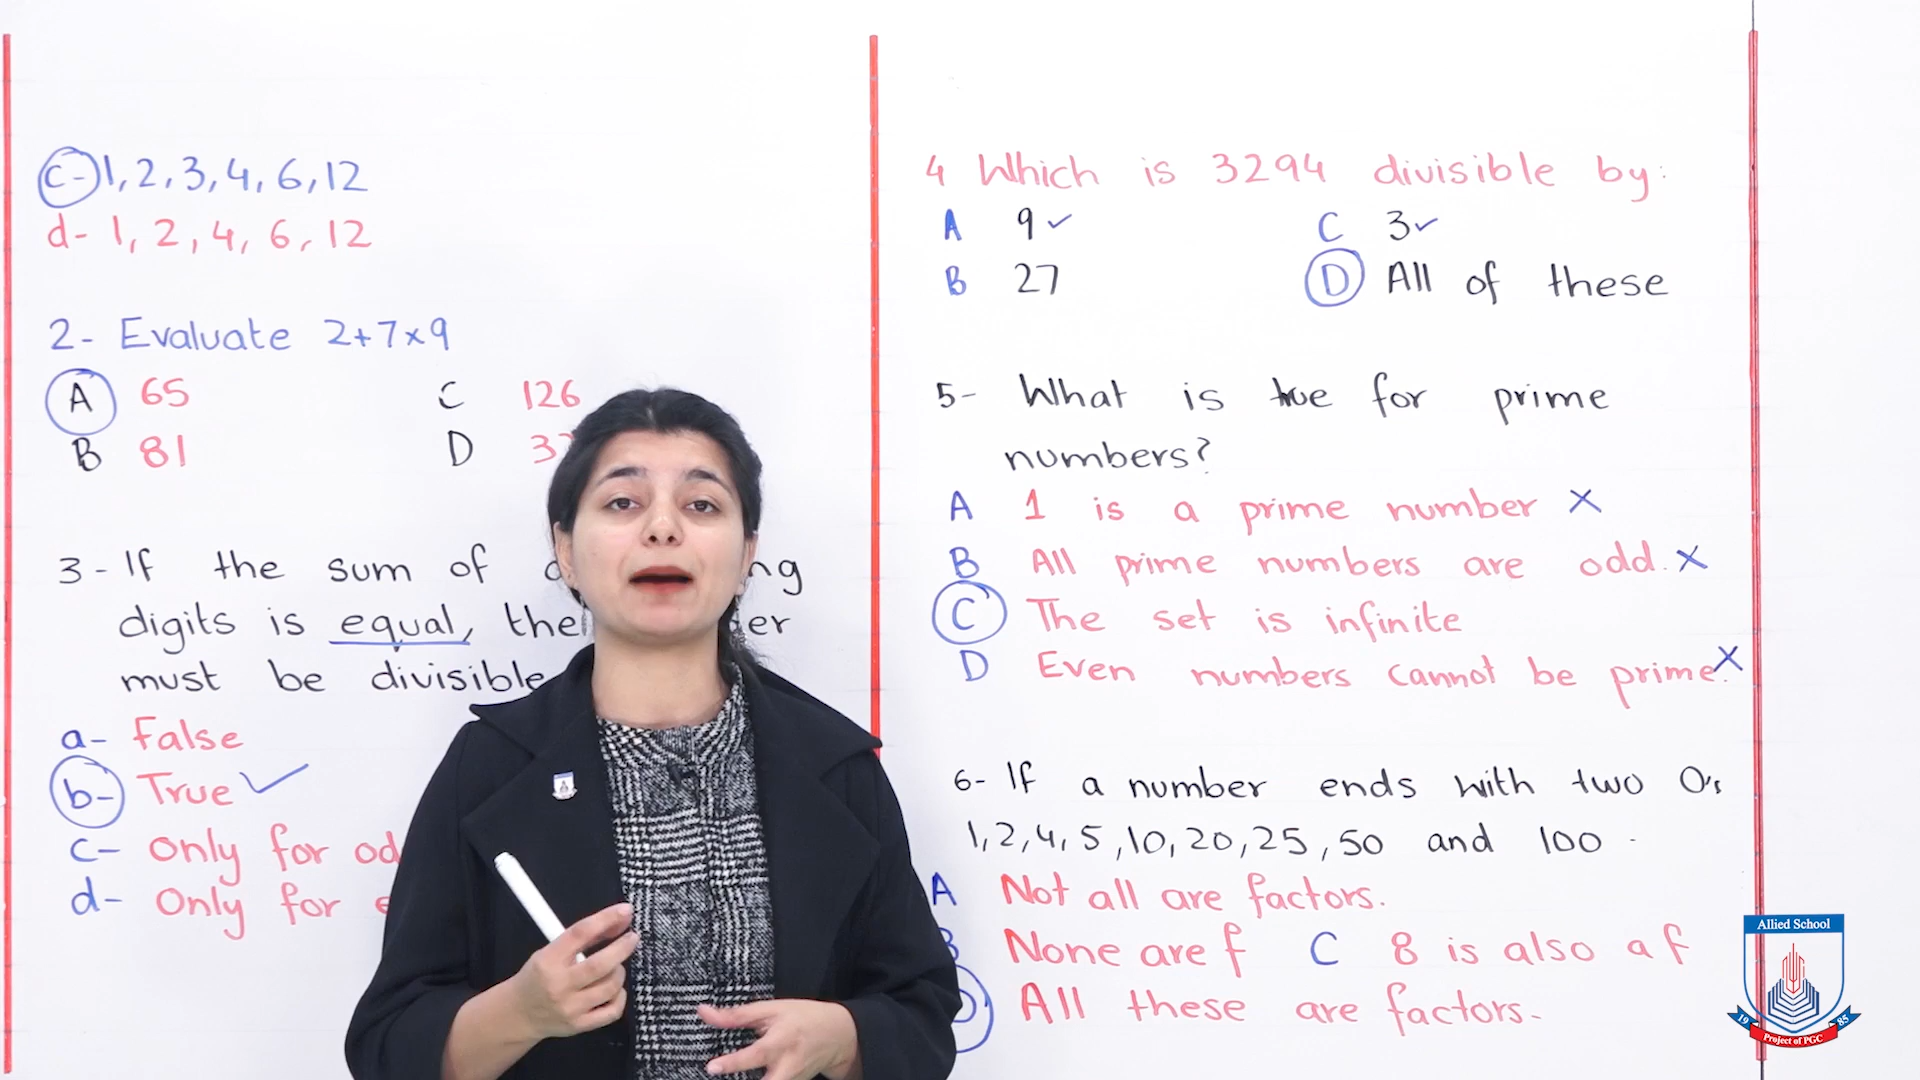 c- 1, 2, 3, 4, 6, 12
d- 1, 2, 4, 6, 12
2- Evaluate 2+7×9
A 65 C 126
B 81 D
3- If the sum of
digits is equal,
must be divisible
a- False
b- True ✓
c- Only for
d- Only for
4 Which is 3294 divisible by:
A 9 ✓ C 3 ✓
B 27 D All of these
5- What is true for prime
numbers?
A 1 is a prime number ×
B All prime numbers are odd. ×
C The set is infinite
D Even numbers cannot be prime. ×
6- If a number ends with two 0's
1, 2, 4, 5, 10, 20, 25, 50 and 100.
A Not all are factors.
B None are f C 8 is also a f
D All these are factors.
Allied School
19 85
Project of PGC